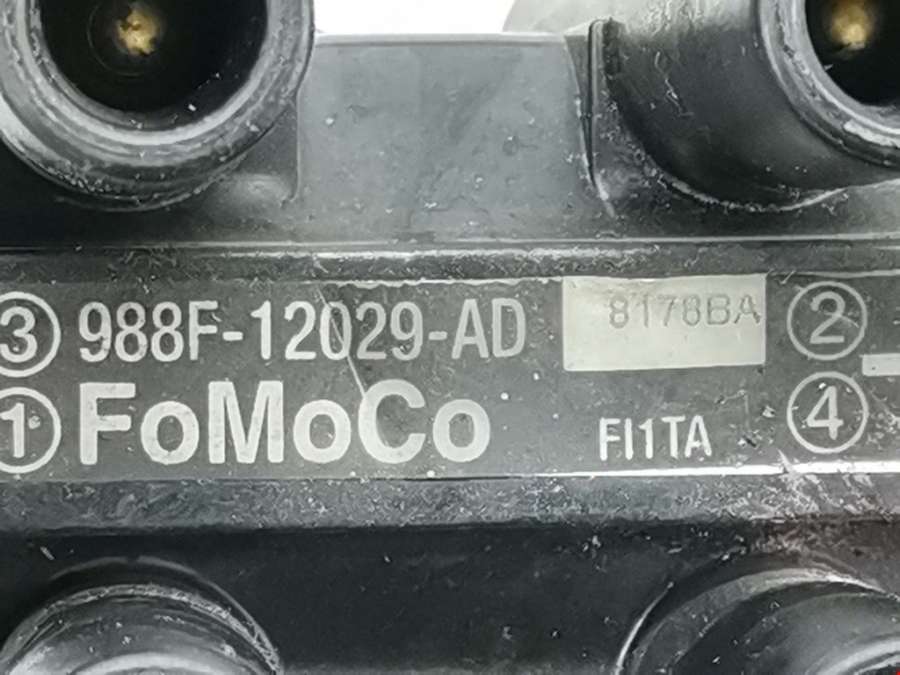 ③ 988F-12029-AD 8178BA ②
① FoMoCo FI1TA ④